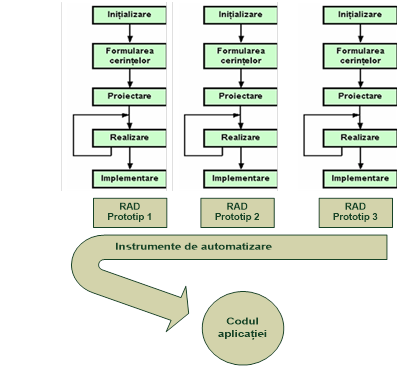 Inițializare
Formularea
cerințelor
Proiectare
Realizare
Implementare
RAD
Prototip 1
Inițializare
Formularea
cerințelor
Proiectare
Realizare
Implementare
RAD
Prototip 2
Inițializare
Formularea
cerințelor
Proiectare
Realizare
Implementare
RAD
Prototip 3
Instrumente de automatizare
Codul
aplicației